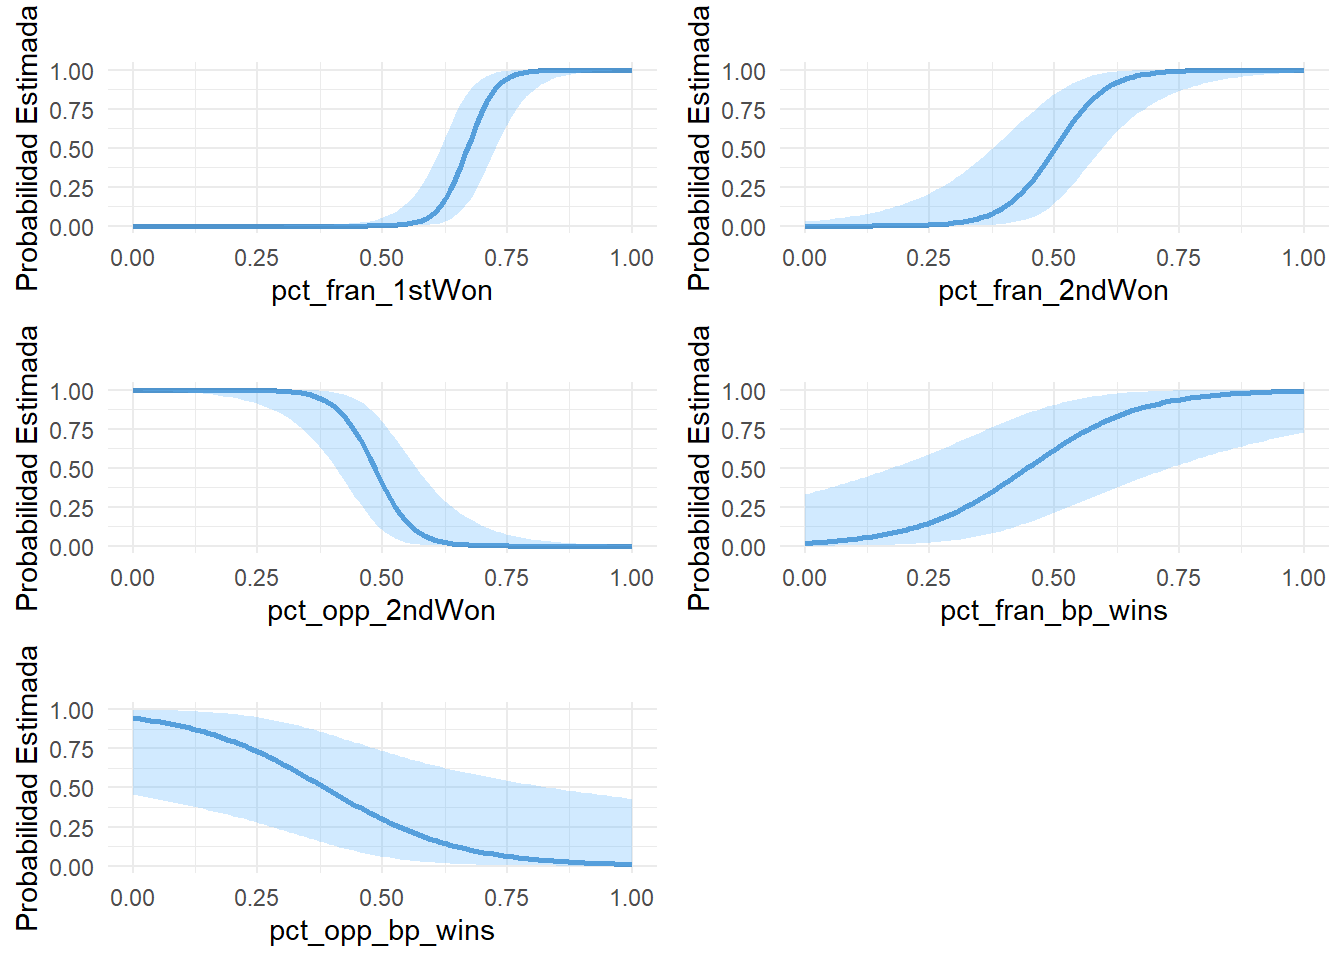 Probabilidad Estimada
1.00
0.75
0.50
0.25
0.00
0.00 0.25 0.50 0.75 1.00
pct_fran_1stWon
Probabilidad Estimada
1.00
0.75
0.50
0.25
0.00
0.00 0.25 0.50 0.75 1.00
pct_fran_2ndWon
Probabilidad Estimada
1.00
0.75
0.50
0.25
0.00
0.00 0.25 0.50 0.75 1.00
pct_opp_2ndWon
Probabilidad Estimada
1.00
0.75
0.50
0.25
0.00
0.00 0.25 0.50 0.75 1.00
pct_fran_bp_wins
Probabilidad Estimada
1.00
0.75
0.50
0.25
0.00
0.00 0.25 0.50 0.75 1.00
pct_opp_bp_wins